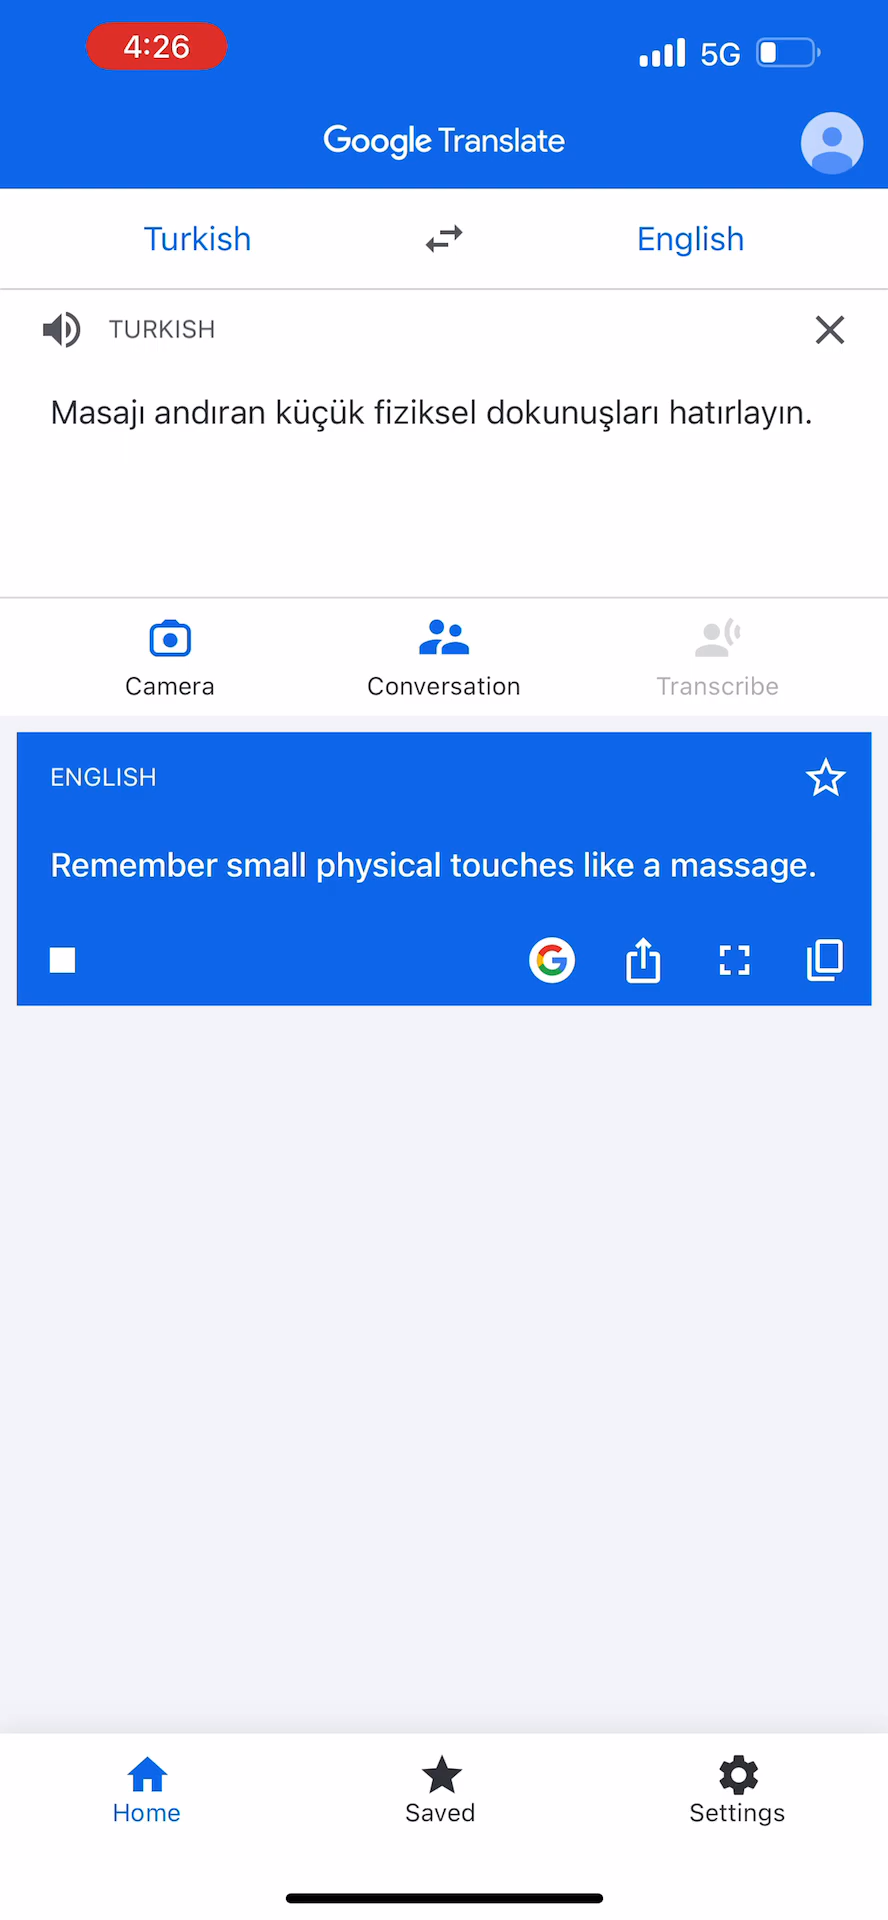 4:26
5G
Google Translate
Turkish
English
TURKISH
Masajı andıran küçük fiziksel dokunuşları hatırlayın.
Camera
Conversation
Transcribe
ENGLISH
Remember small physical touches like a massage.
G
Home
Saved
Settings